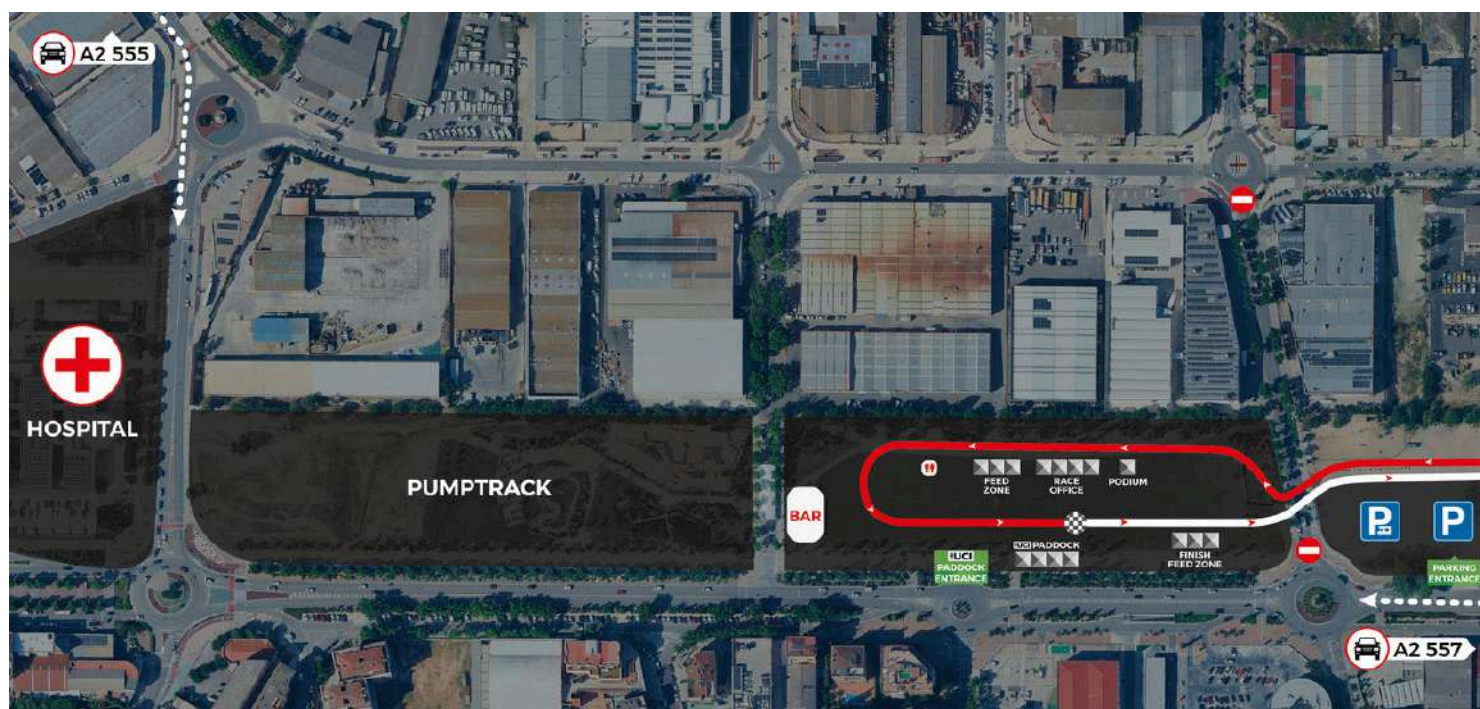 A2 555
HOSPITAL
PUMPTRACK
BAR
FEED
ZONE
RACE
OFFICE
PODIUM
UCI
PADDOCK
ENTRANCE
UCI PADDOCK
FINISH
FEED ZONE
P
P
PARKING
ENTRANCE
A2 557